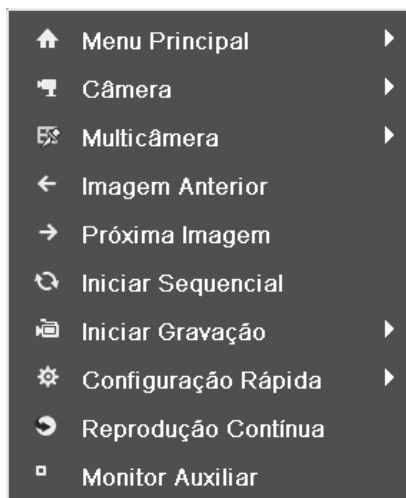 Menu Principal
Câmera
Multicâmera
Imagem Anterior
Próxima Imagem
Iniciar Sequencial
Iniciar Gravação
Configuração Rápida
Reprodução Contínua
Monitor Auxiliar